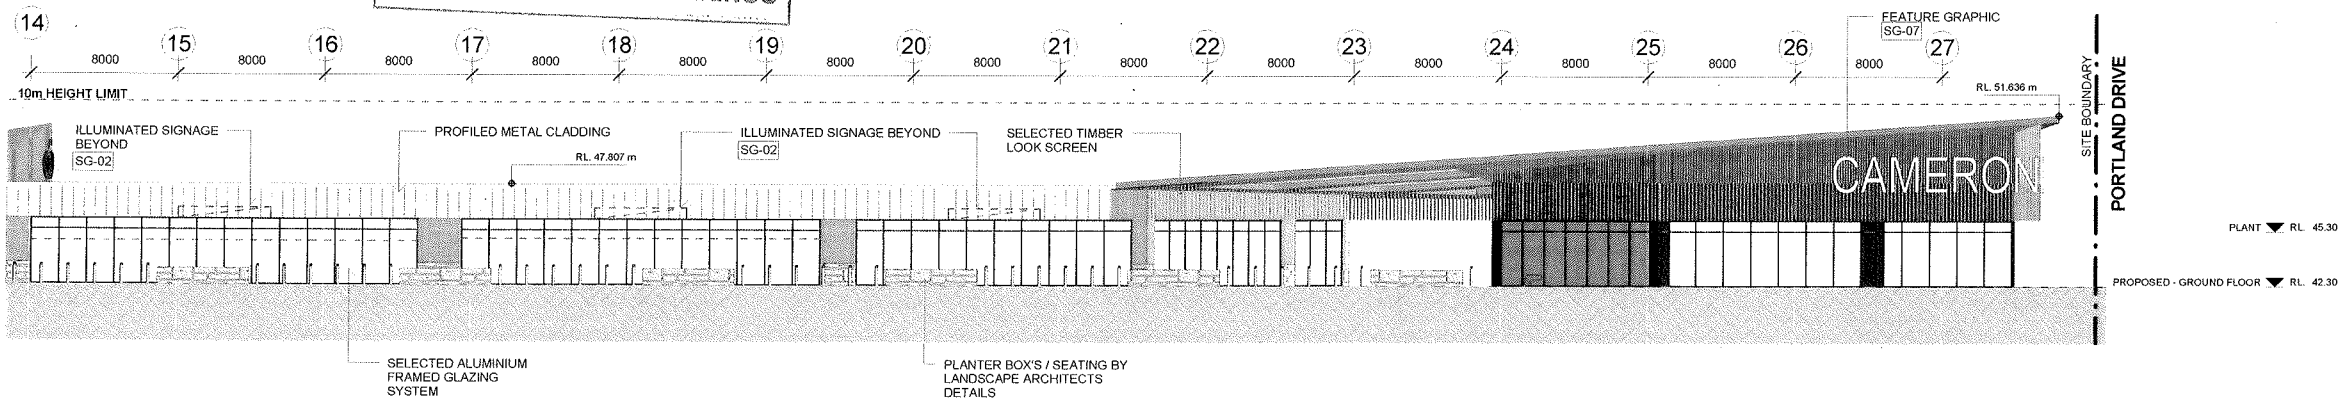 14
15
16
17
18
19
20
21
22
23
24
25
26
27
8000
8000
8000
8000
8000
8000
8000
8000
8000
8000
8000
8000
8000
FEATURE GRAPHIC
SG-07
10m HEIGHT LIMIT
RL. 51.636 m
SITE BOUNDARY
PORTLAND DRIVE
ILLUMINATED SIGNAGE
BEYOND
SG-02
PROFILED METAL CLADDING
RL. 47.807 m
ILLUMINATED SIGNAGE BEYOND
SG-02
SELECTED TIMBER
LOOK SCREEN
CAMERON
PLANT RL. 45.30
PROPOSED - GROUND FLOOR RL. 42.30
SELECTED ALUMINIUM
FRAMED GLAZING
SYSTEM
PLANTER BOX'S / SEATING BY
LANDSCAPE ARCHITECTS
DETAILS